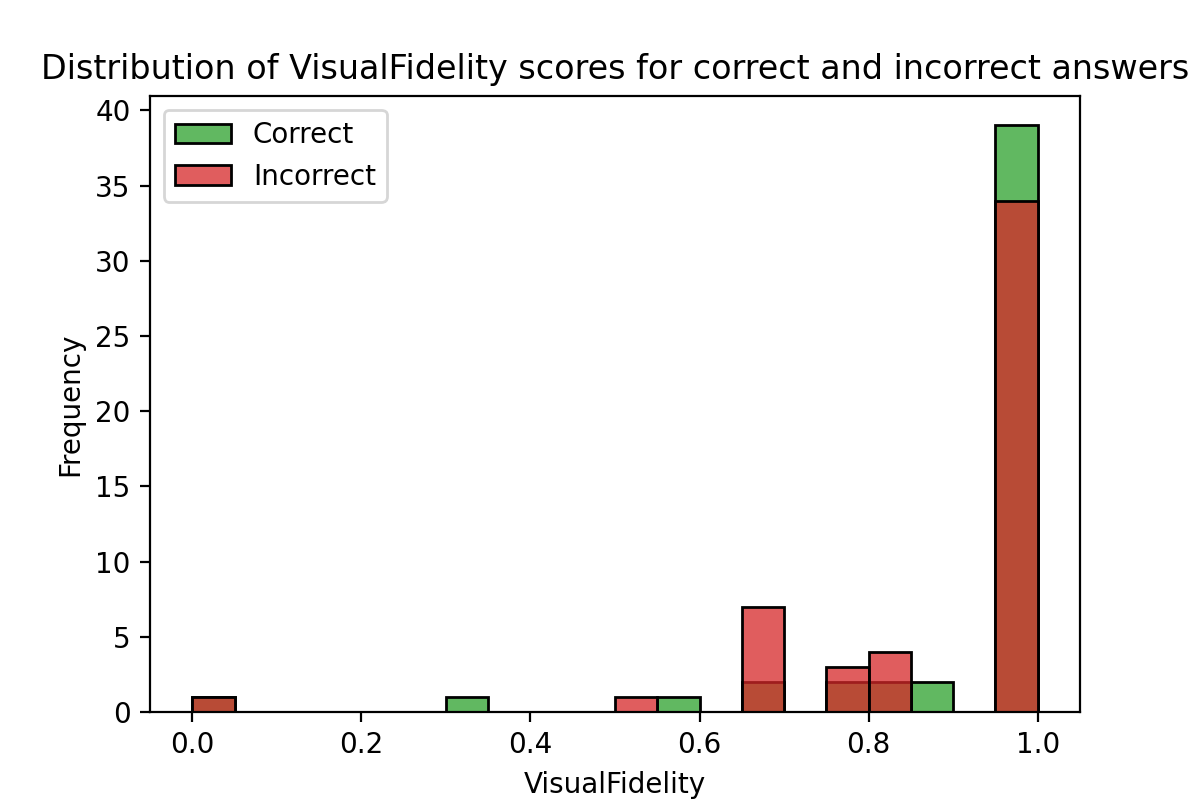 Distribution of VisualFidelity scores for correct and incorrect answers
Correct
Incorrect
40
35
30
25
20
15
10
5
0
Frequency
0.0 0.2 0.4 0.6 0.8 1.0
VisualFidelity